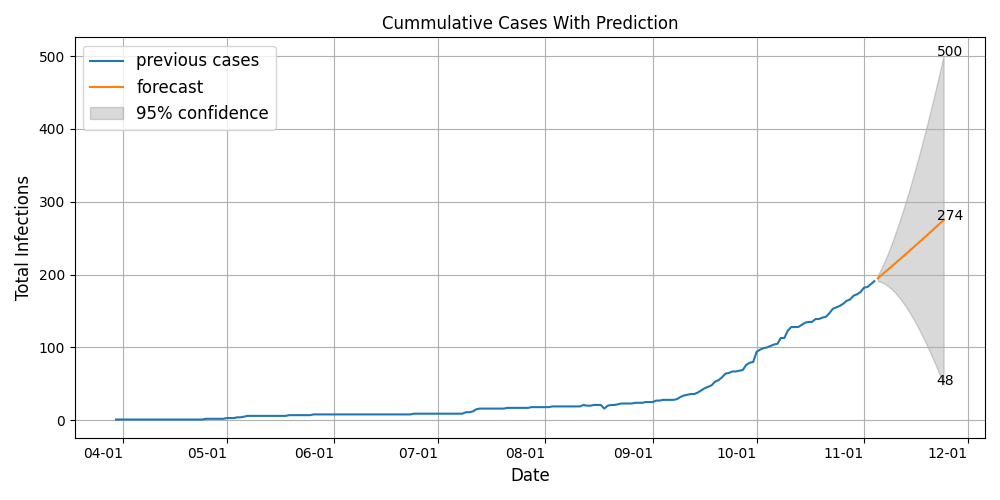 Cummulative Cases With Prediction
previous cases
forecast
95% confidence
Total Infections
500
400
300
200
100
0
500
274
48
04-01 05-01 06-01 07-01 08-01 09-01 10-01 11-01 12-01
Date